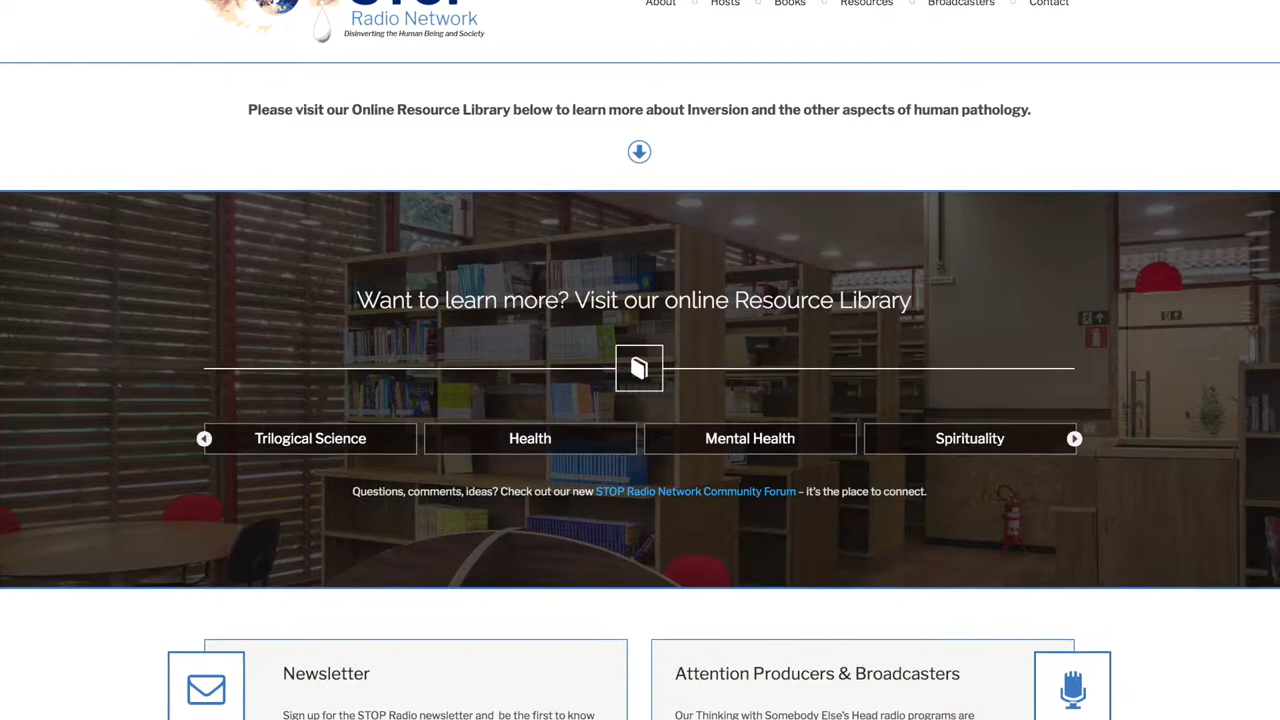 Radio Network
Disinverting the Human Being and Society
About
Hosts
Books
Resources
Broadcasters
Contact
Please visit our Online Resource Library below to learn more about Inversion and the other aspects of human pathology.
Want to learn more? Visit our online Resource Library
Trilogical Science
Health
Mental Health
Spirituality
Questions, comments, ideas? Check out our new STOP Radio Network Community Forum – it's the place to connect.
Newsletter
Sign up for the STOP Radio newsletter and be the first to know
Attention Producers & Broadcasters
Our Thinking with Somebody Else's Head radio programs are